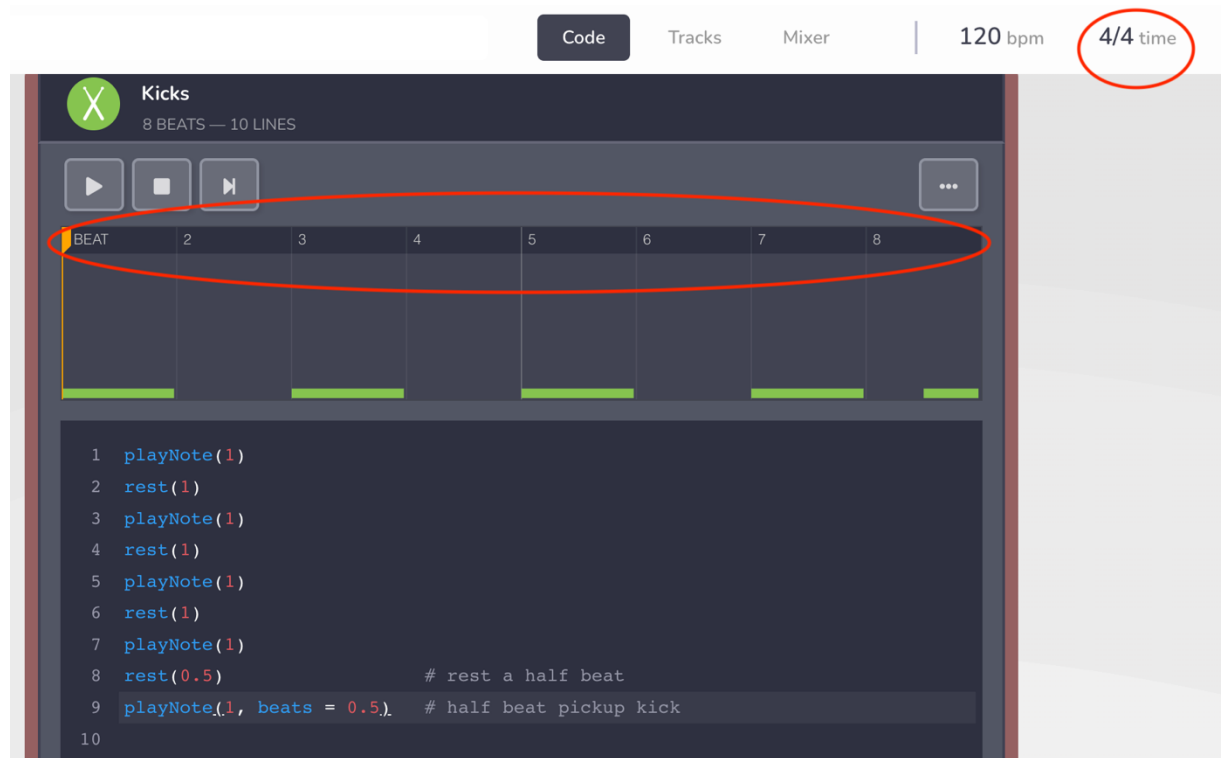 Code Tracks Mixer 120 bpm 4/4 time
Kicks
8 BEATS — 10 LINES
BEAT 2 3 4 5 6 7 8
1 playNote(1)
2 rest(1)
3 playNote(1)
4 rest(1)
5 playNote(1)
6 rest(1)
7 playNote(1)
8 rest(0.5) # rest a half beat
9 playNote(1, beats = 0.5) # half beat pickup kick
10